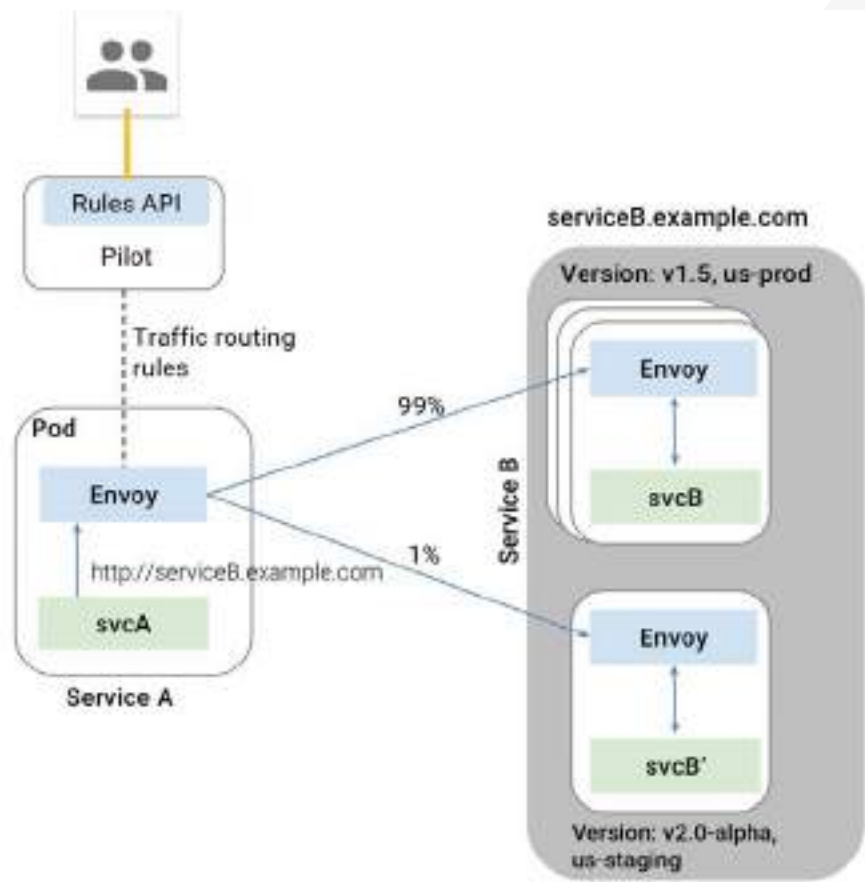 Rules API
Pilot
Traffic routing
rules
Pod
Envoy
http://serviceB.example.com
svcA
Service A
99%
1%
serviceB.example.com
Version: v1.5, us-prod
Service B
Envoy
svcB
Envoy
svcB'
Version: v2.0-alpha,
us-staging